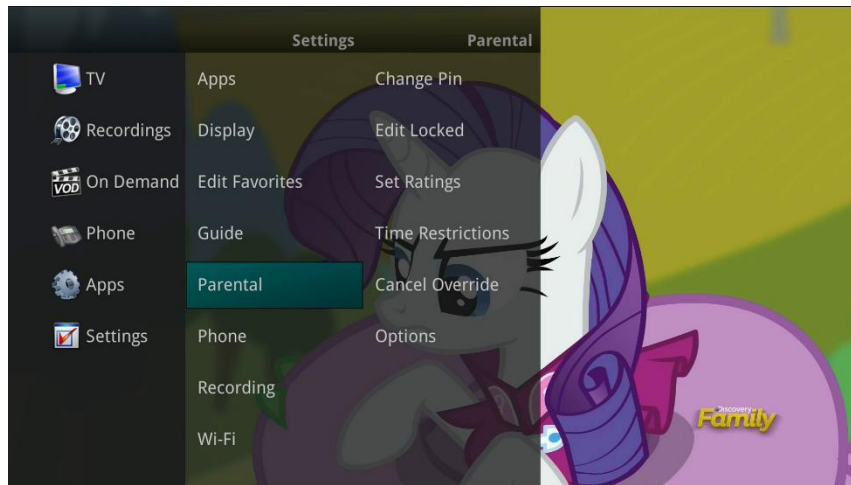 Settings
Parental
TV
Recordings
VOD
On Demand
Phone
Apps
Settings
Apps
Display
Edit Favorites
Guide
Parental
Phone
Recording
Wi-Fi
Change Pin
Edit Locked
Set Ratings
Time Restrictions
Cancel Override
Options
Discovery
Family